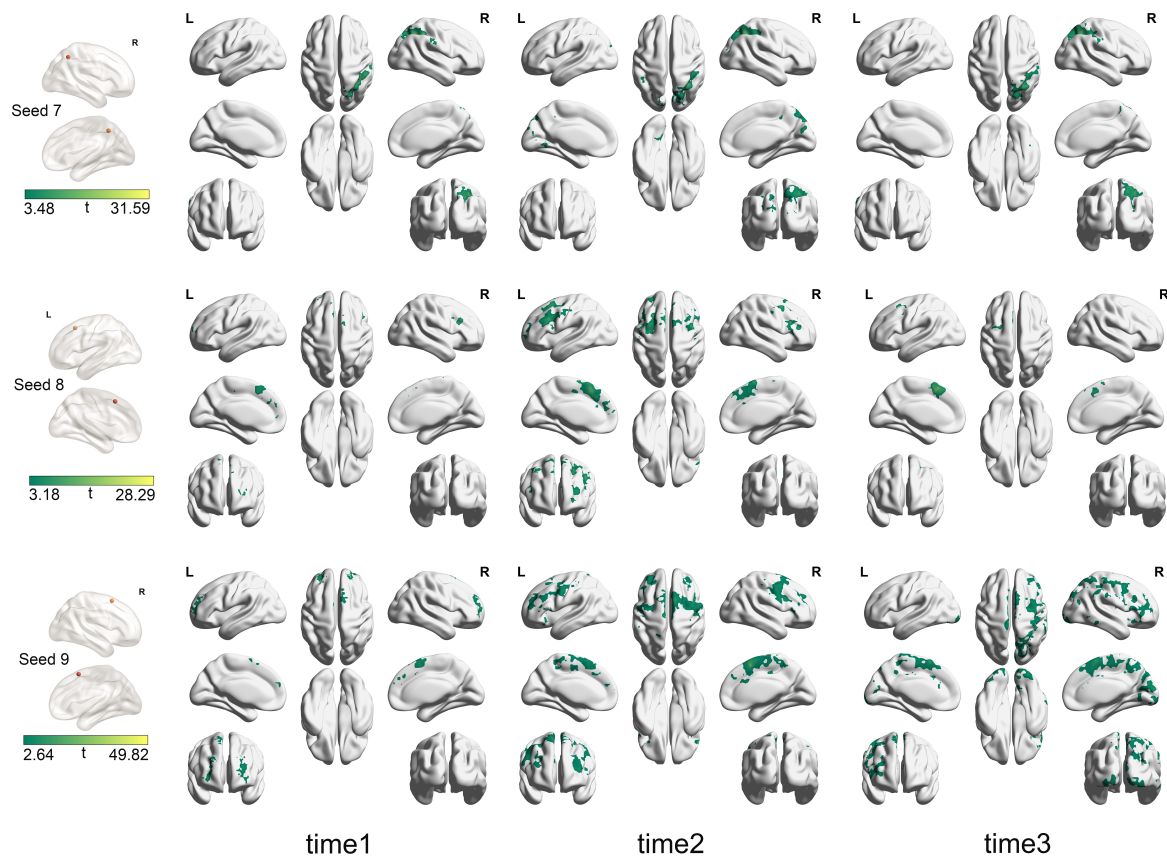 L R L R L R
R
Seed 7
3.48 t 31.59
L R L R L R
L
Seed 8
3.18 t 28.29
L R L R L R
R
Seed 9
2.64 t 49.82
time1 time2 time3